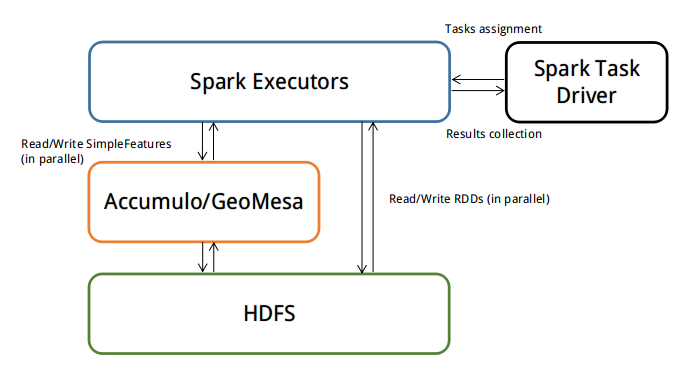 Tasks assignment
Spark Executors
Spark Task
Driver
Results collection
Read/Write SimpleFeatures
(in parallel)
Accumulo/GeoMesa
Read/Write RDDs (in parallel)
HDFS